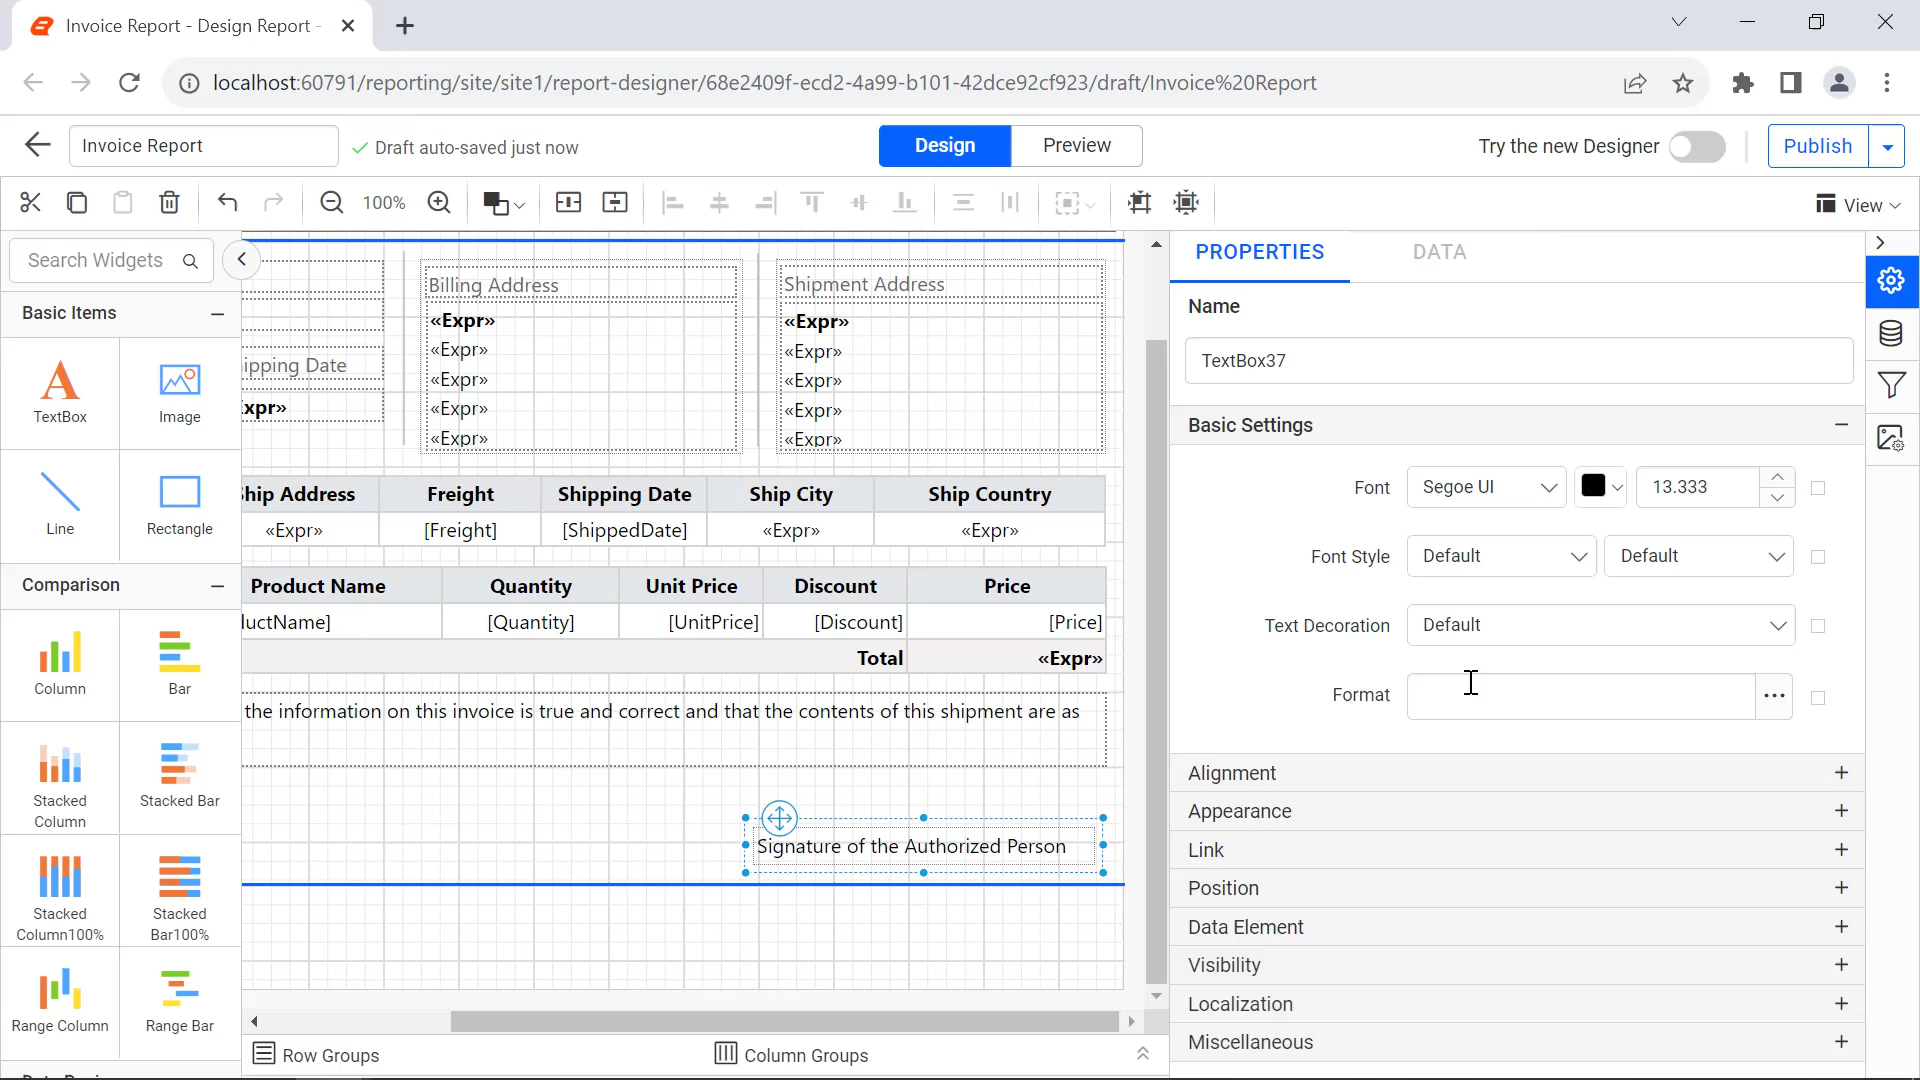 Invoice Report - Design Report -
localhost:60791/reporting/site/site1/report-designer/68e2409f-ecd2-4a99-b101-42dce92cf923/draft/Invoice%20Report
Invoice Report
Draft auto-saved just now
Design
Preview
Try the new Designer
Publish
100%
View
Search Widgets
Basic Items
TextBox
Image
Line
Rectangle
Comparison
Column
Bar
Stacked
Column
Stacked Bar
Stacked
Column100%
Stacked
Bar100%
Range Column
Range Bar
ipping Date
Expr»
Billing Address
«Expr»
«Expr»
«Expr»
«Expr»
«Expr»
Shipment Address
«Expr»
«Expr»
«Expr»
«Expr»
«Expr»
Ship Address Freight Shipping Date Ship City Ship Country
«Expr» [Freight] [ShippedDate] «Expr» «Expr»
Product Name Quantity Unit Price Discount Price
ductName] [Quantity] [UnitPrice] [Discount] [Price]
Total «Expr»
the information on this invoice is true and correct and that the contents of this shipment are as
Signature of the Authorized Person
Row Groups
Column Groups
PROPERTIES
DATA
Name
TextBox37
Basic Settings
Font Segoe UI 13.333
Font Style Default Default
Text Decoration Default
Format
Alignment
Appearance
Link
Position
Data Element
Visibility
Localization
Miscellaneous